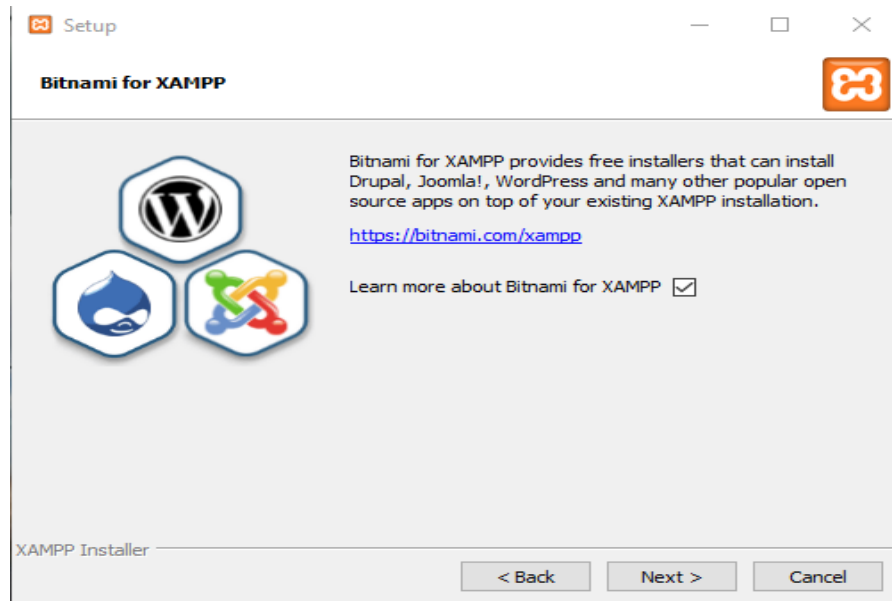 Setup
Bitnami for XAMPP
Bitnami for XAMPP provides free installers that can install
Drupal, Joomla!, WordPress and many other popular open
source apps on top of your existing XAMPP installation.
https://bitnami.com/xampp
Learn more about Bitnami for XAMPP
XAMPP Installer
< Back
Next >
Cancel